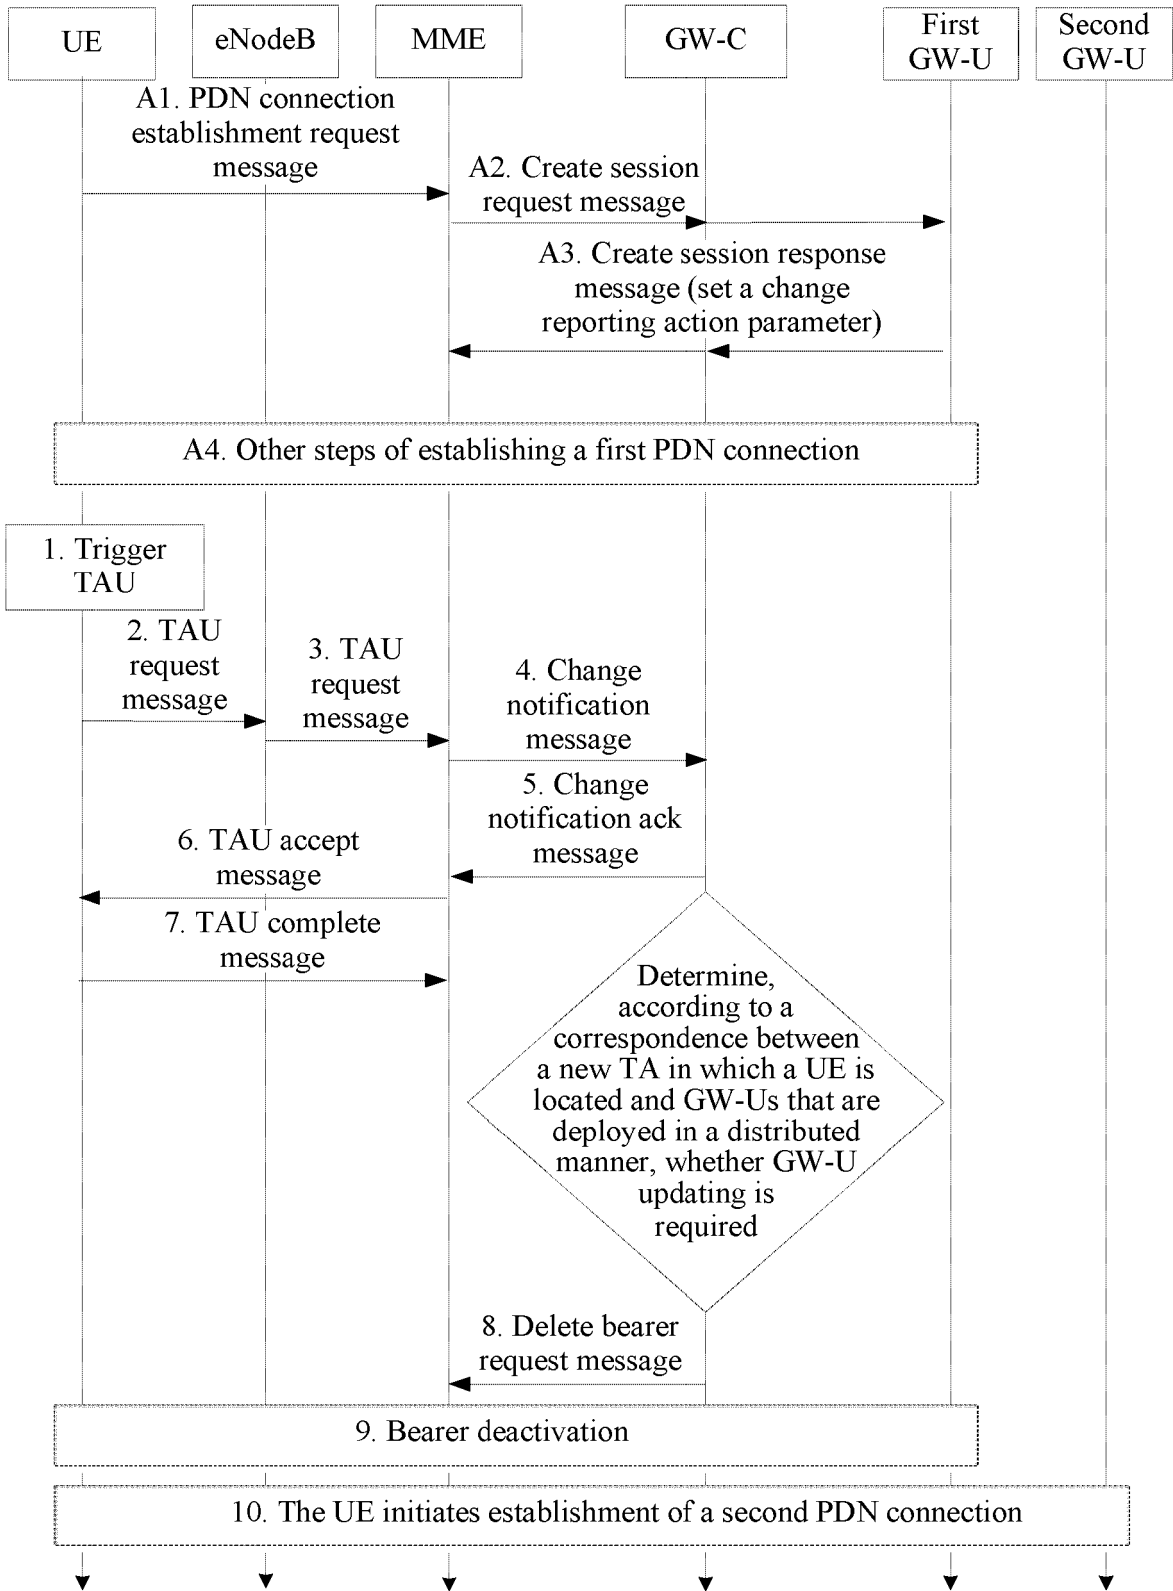 UE
eNodeB
MME
GW-C
First
GW-U
Second
GW-U
A1. PDN connection
establishment request
message
A2. Create session
request message
A3. Create session response
message (set a change
reporting action parameter)
A4. Other steps of establishing a first PDN connection
1. Trigger
TAU
2. TAU
request
message
3. TAU
request
message
4. Change
notification
message
5. Change
notification ack
message
6. TAU accept
message
7. TAU complete
message
Determine,
according to a
correspondence between
a new TA in which a UE is
located and GW-Us that are
deployed in a distributed
manner, whether GW-U
updating is
required
8. Delete bearer
request message
9. Bearer deactivation
10. The UE initiates establishment of a second PDN connection